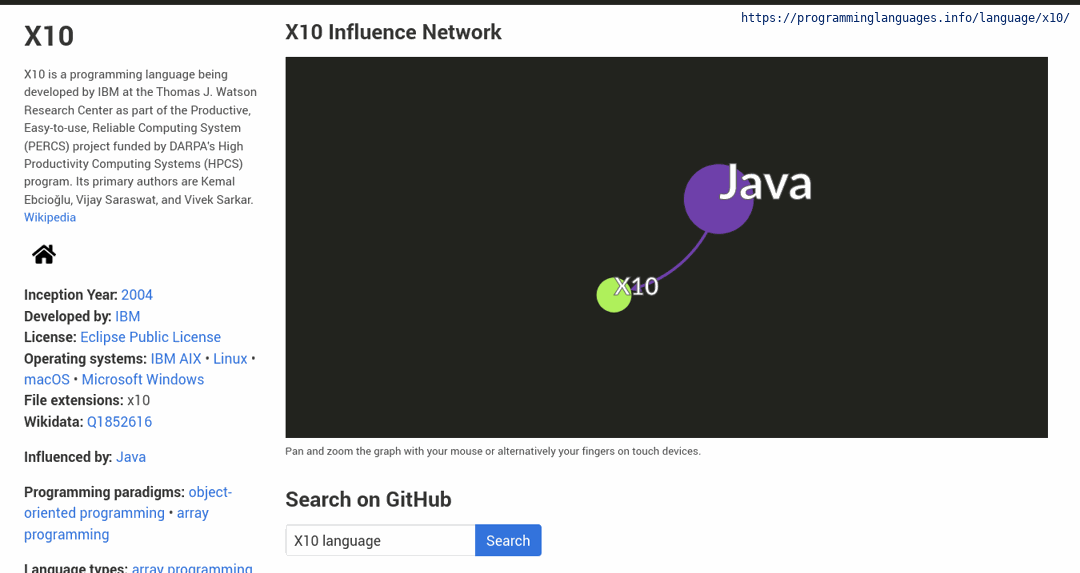 https://programminglanguages.info/language/x10/
X10
X10 is a programming language being
developed by IBM at the Thomas J. Watson
Research Center as part of the Productive,
Easy-to-use, Reliable Computing System
(PERCS) project funded by DARPA's High
Productivity Computing Systems (HPCS)
program. Its primary authors are Kemal
Ebcioğlu, Vijay Saraswat, and Vivek Sarkar.
Wikipedia
Inception Year: 2004
Developed by: IBM
License: Eclipse Public License
Operating systems: IBM AIX • Linux •
macOS • Microsoft Windows
File extensions: x10
Wikidata: Q1852616
Influenced by: Java
Programming paradigms: object-
oriented programming • array
programming
Language types: array programming
X10 Influence Network
Java
X10
Pan and zoom the graph with your mouse or alternatively your fingers on touch devices.
Search on GitHub
X10 language
Search